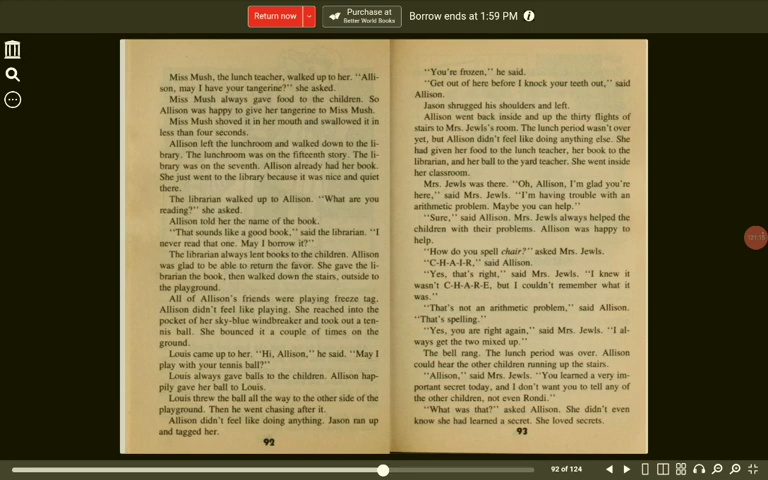 Return now
Purchase at
Better World Books
Borrow ends at 1:59 PM
Miss Mush, the lunch teacher, walked up to her. "Alli-
son, may I have your tangerine?" she asked.
Miss Mush always gave food to the children. So
Allison was happy to give her tangerine to Miss Mush.
Miss Mush shoved it in her mouth and swallowed it in
less than four seconds.
Allison left the lunchroom and walked down to the li-
brary. The lunchroom was on the fifteenth story. The li-
brary was on the seventh. Allison already had her book.
She just went to the library because it was nice and quiet
there.
The librarian walked up to Allison. "What are you
reading?" she asked.
Allison told her the name of the book.
"That sounds like a good book," said the librarian. "I
never read that one. May I borrow it?"
The librarian always lent books to the children. Allison
was glad to be able to return the favor. She gave the li-
brarian the book, then walked down the stairs, outside to
the playground.
All of Allison's friends were playing freeze tag.
Allison didn't feel like playing. She reached into the
pocket of her sky-blue windbreaker and took out a ten-
nis ball. She bounced it a couple of times on the
ground.
Louis came up to her. "Hi, Allison," he said. "May I
play with your tennis ball?"
Louis always gave balls to the children. Allison hap-
pily gave her ball to Louis.
Louis threw the ball all the way to the other side of the
playground. Then he went chasing after it.
Allison didn't feel like doing anything. Jason ran up
and tagged her.
92
"You're frozen," he said.
"Get out of here before I knock your teeth out," said
Allison.
Jason shrugged his shoulders and left.
Allison went back inside and up the thirty flights of
stairs to Mrs. Jewls's room. The lunch period wasn't over
yet, but Allison didn't feel like doing anything else. She
had given her food to the lunch teacher, her book to the
librarian, and her ball to the yard teacher. She went inside
her classroom.
Mrs. Jewls was there. "Oh, Allison, I'm glad you're
here," said Mrs. Jewls. "I'm having trouble with an
arithmetic problem. Maybe you can help."
"Sure," said Allison. Mrs. Jewls always helped the
children with their problems. Allison was happy to
help.
"How do you spell chair?" asked Mrs. Jewls.
"C-H-A-I-R," said Allison.
"Yes, that's right," said Mrs. Jewls. "I knew it
wasn't C-H-A-R-E, but I couldn't remember what it
was."
"That's not an arithmetic problem," said Allison.
"That's spelling."
"Yes, you are right again," said Mrs. Jewls. "I al-
ways get the two mixed up."
The bell rang. The lunch period was over. Allison
could hear the other children running up the stairs.
"Allison," said Mrs. Jewls. "You learned a very im-
portant secret today, and I don't want you to tell any of
the other children, not even Rondi."
"What was that?" asked Allison. She didn't even
know she had learned a secret. She loved secrets.
93
92 of 124